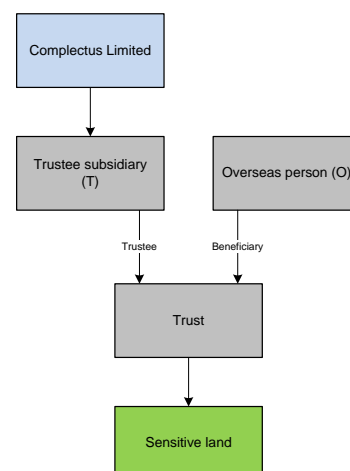 Complectus Limited
Trustee subsidiary
(T)
Overseas person (O)
Trustee
Beneficiary
Trust
Sensitive land